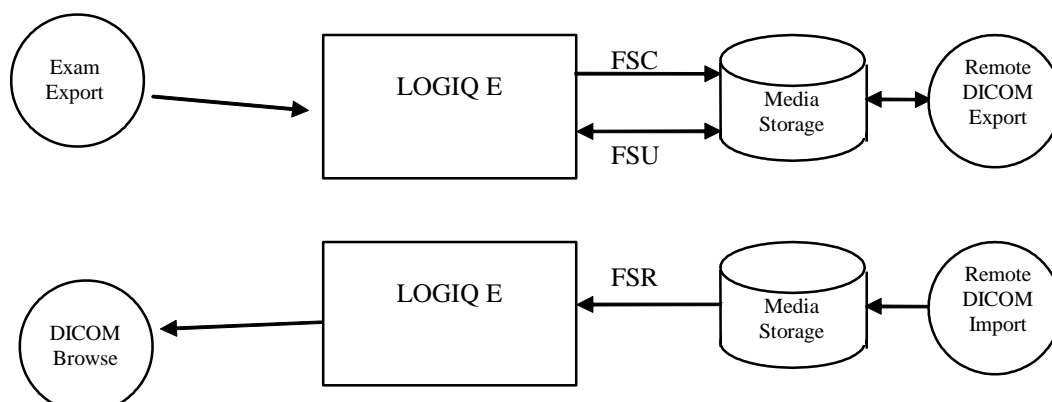 Exam
Export
LOGIQ E
FSC
FSU
Media
Storage
Remote
DICOM
Export
DICOM
Browse
LOGIQ E
FSR
Media
Storage
Remote
DICOM
Import